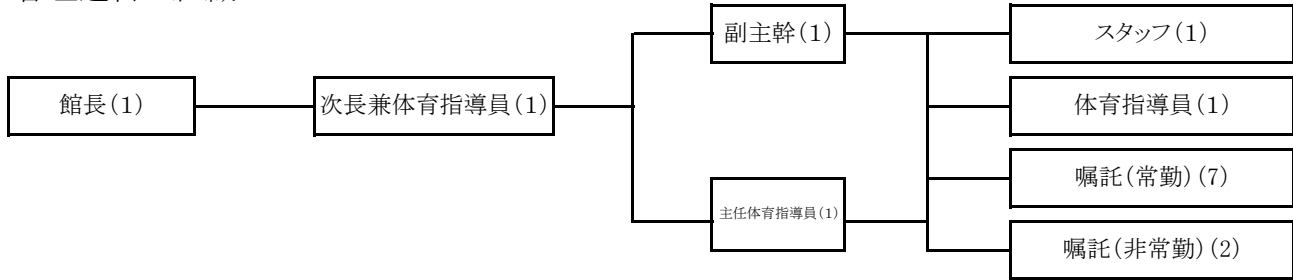 副主幹(1)
スタッフ(1)
館長(1)
次長兼体育指導員(1)
体育指導員(1)
主任体育指導員(1)
嘱託(常勤)(7)
嘱託(非常勤)(2)